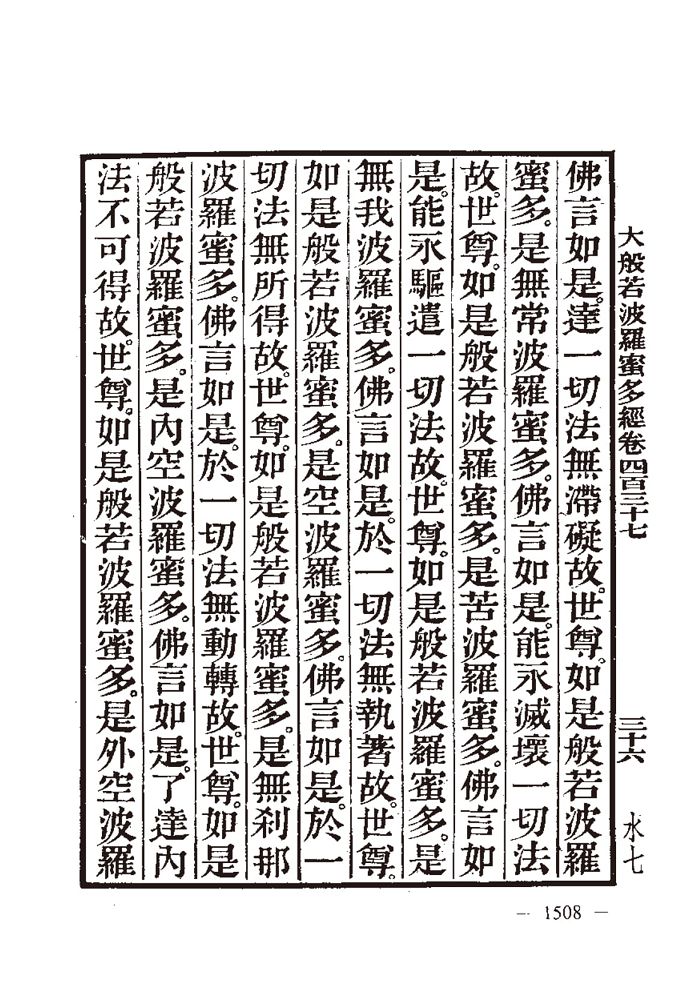 大般若波羅蜜多經卷四百三十七 三十六 水七
佛言如是。達一切法無滯礙故。世尊。如是般若波羅
蜜多。是無常波羅蜜多。佛言如是。能永滅壞一切法
故。世尊。如是般若波羅蜜多。是苦波羅蜜多。佛言如
是。能永驅遣一切法故。世尊。如是般若波羅蜜多。是
無我波羅蜜多。佛言如是。於一切法無執著故。世尊。
如是般若波羅蜜多。是空波羅蜜多。佛言如是。於一
切法無所得故。世尊。如是般若波羅蜜多。是無刹那
波羅蜜多。佛言如是。於一切法無動轉故。世尊。如是
般若波羅蜜多。是內空波羅蜜多。佛言如是。了達內
法不可得故。世尊。如是般若波羅蜜多。是外空波羅
— 1508 —